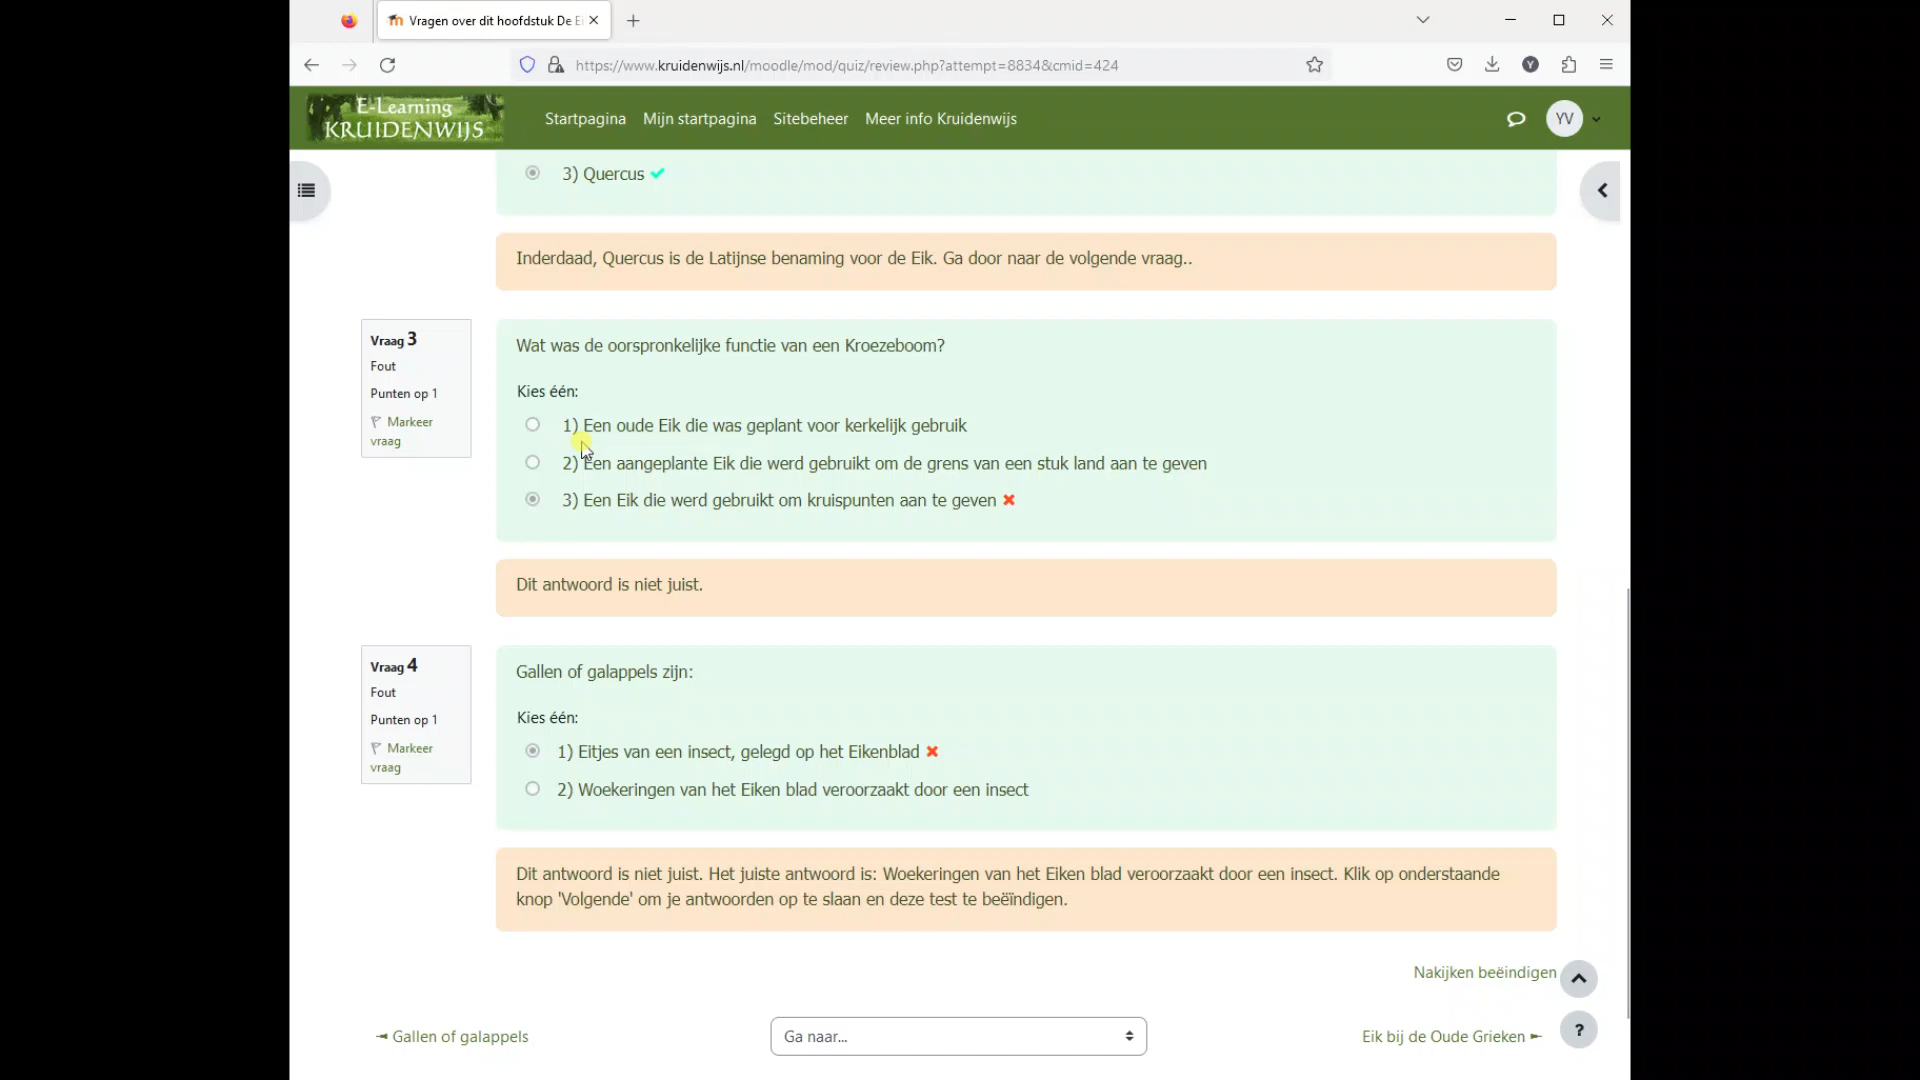 Vragen over dit hoofdstuk De Ei
https://www.kruidenwijs.nl/moodle/mod/quiz/review.php?attempt=8834&cmid=424
Y
E-Learning
KRUIDENWIJS
Startpagina
Mijn startpagina
Sitebeheer
Meer info Kruidenwijs
YV
3) Quercus
Inderdaad, Quercus is de Latijnse benaming voor de Eik. Ga door naar de volgende vraag..
Vraag 3
Fout
Punten op 1
Markeer
vraag
Wat was de oorspronkelijke functie van een Kroezeboom?
Kies één:
1) Een oude Eik die was geplant voor kerkelijk gebruik
2) Een aangeplante Eik die werd gebruikt om de grens van een stuk land aan te geven
3) Een Eik die werd gebruikt om kruispunten aan te geven
Dit antwoord is niet juist.
Vraag 4
Fout
Punten op 1
Markeer
vraag
Gallen of galappels zijn:
Kies één:
1) Eitjes van een insect, gelegd op het Eikenblad
2) Woekeringen van het Eiken blad veroorzaakt door een insect
Dit antwoord is niet juist. Het juiste antwoord is: Woekeringen van het Eiken blad veroorzaakt door een insect. Klik op onderstaande
knop 'Volgende' om je antwoorden op te slaan en deze test te beëindigen.
Nakijken beëindigen
◄ Gallen of galappels
Ga naar...
Eik bij de Oude Grieken ►
?